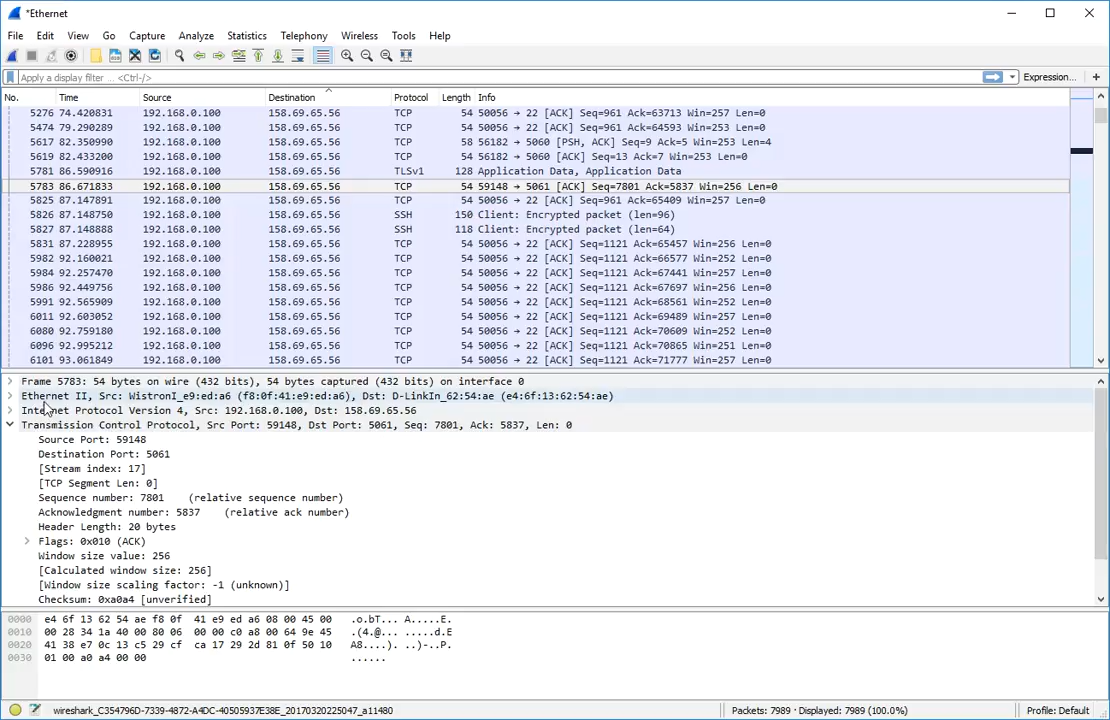 *Ethernet
File Edit View Go Capture Analyze Statistics Telephony Wireless Tools Help
Apply a display filter ... <Ctrl-/> Expression... +
No. Time Source Destination Protocol Length Info
5276 74.420831 192.168.0.100 158.69.65.56 TCP 54 50056 → 22 [ACK] Seq=961 Ack=63713 Win=257 Len=0
5474 79.290289 192.168.0.100 158.69.65.56 TCP 54 50056 → 22 [ACK] Seq=961 Ack=64593 Win=253 Len=0
5617 82.350990 192.168.0.100 158.69.65.56 TCP 58 56182 → 5060 [PSH, ACK] Seq=9 Ack=5 Win=253 Len=4
5619 82.433200 192.168.0.100 158.69.65.56 TCP 54 56182 → 5060 [ACK] Seq=13 Ack=7 Win=253 Len=0
5781 86.590916 192.168.0.100 158.69.65.56 TLSv1 128 Application Data, Application Data
5783 86.671833 192.168.0.100 158.69.65.56 TCP 54 59148 → 5061 [ACK] Seq=7801 Ack=5837 Win=256 Len=0
5825 87.147891 192.168.0.100 158.69.65.56 TCP 54 50056 → 22 [ACK] Seq=961 Ack=65409 Win=257 Len=0
5826 87.148750 192.168.0.100 158.69.65.56 SSH 150 Client: Encrypted packet (len=96)
5827 87.148888 192.168.0.100 158.69.65.56 SSH 118 Client: Encrypted packet (len=64)
5831 87.228955 192.168.0.100 158.69.65.56 TCP 54 50056 → 22 [ACK] Seq=1121 Ack=65457 Win=256 Len=0
5982 92.160021 192.168.0.100 158.69.65.56 TCP 54 50056 → 22 [ACK] Seq=1121 Ack=66577 Win=252 Len=0
5984 92.257470 192.168.0.100 158.69.65.56 TCP 54 50056 → 22 [ACK] Seq=1121 Ack=67441 Win=257 Len=0
5986 92.449756 192.168.0.100 158.69.65.56 TCP 54 50056 → 22 [ACK] Seq=1121 Ack=67697 Win=256 Len=0
5991 92.565909 192.168.0.100 158.69.65.56 TCP 54 50056 → 22 [ACK] Seq=1121 Ack=68561 Win=252 Len=0
6011 92.603052 192.168.0.100 158.69.65.56 TCP 54 50056 → 22 [ACK] Seq=1121 Ack=69489 Win=257 Len=0
6080 92.759180 192.168.0.100 158.69.65.56 TCP 54 50056 → 22 [ACK] Seq=1121 Ack=70609 Win=252 Len=0
6096 92.995212 192.168.0.100 158.69.65.56 TCP 54 50056 → 22 [ACK] Seq=1121 Ack=70865 Win=251 Len=0
6101 93.061849 192.168.0.100 158.69.65.56 TCP 54 50056 → 22 [ACK] Seq=1121 Ack=71777 Win=257 Len=0
Frame 5783: 54 bytes on wire (432 bits), 54 bytes captured (432 bits) on interface 0
Ethernet II, Src: WistronI_e9:ed:a6 (f8:0f:41:e9:ed:a6), Dst: D-LinkIn_62:54:ae (e4:6f:13:62:54:ae)
Internet Protocol Version 4, Src: 192.168.0.100, Dst: 158.69.65.56
Transmission Control Protocol, Src Port: 59148, Dst Port: 5061, Seq: 7801, Ack: 5837, Len: 0
Source Port: 59148
Destination Port: 5061
[Stream index: 17]
[TCP Segment Len: 0]
Sequence number: 7801 (relative sequence number)
Acknowledgment number: 5837 (relative ack number)
Header Length: 20 bytes
Flags: 0x010 (ACK)
Window size value: 256
[Calculated window size: 256]
[Window size scaling factor: -1 (unknown)]
Checksum: 0xa0a4 [unverified]
0000 e4 6f 13 62 54 ae f8 0f 41 e9 ed a6 08 00 45 00 .o.bT... A.....E.
0010 00 28 34 1a 40 00 80 06 00 00 c0 a8 00 64 9e 45 .(4.@... .....d.E
0020 41 38 e7 0c 13 c5 29 cf ca 17 29 2d 81 0f 50 10 A8....). ..)-..P.
0030 01 00 a0 a4 00 00 ......
wireshark_C354796D-7339-4872-A4DC-40505937E38E_20170320225047_a11480 Packets: 7989 · Displayed: 7989 (100.0%) Profile: Default